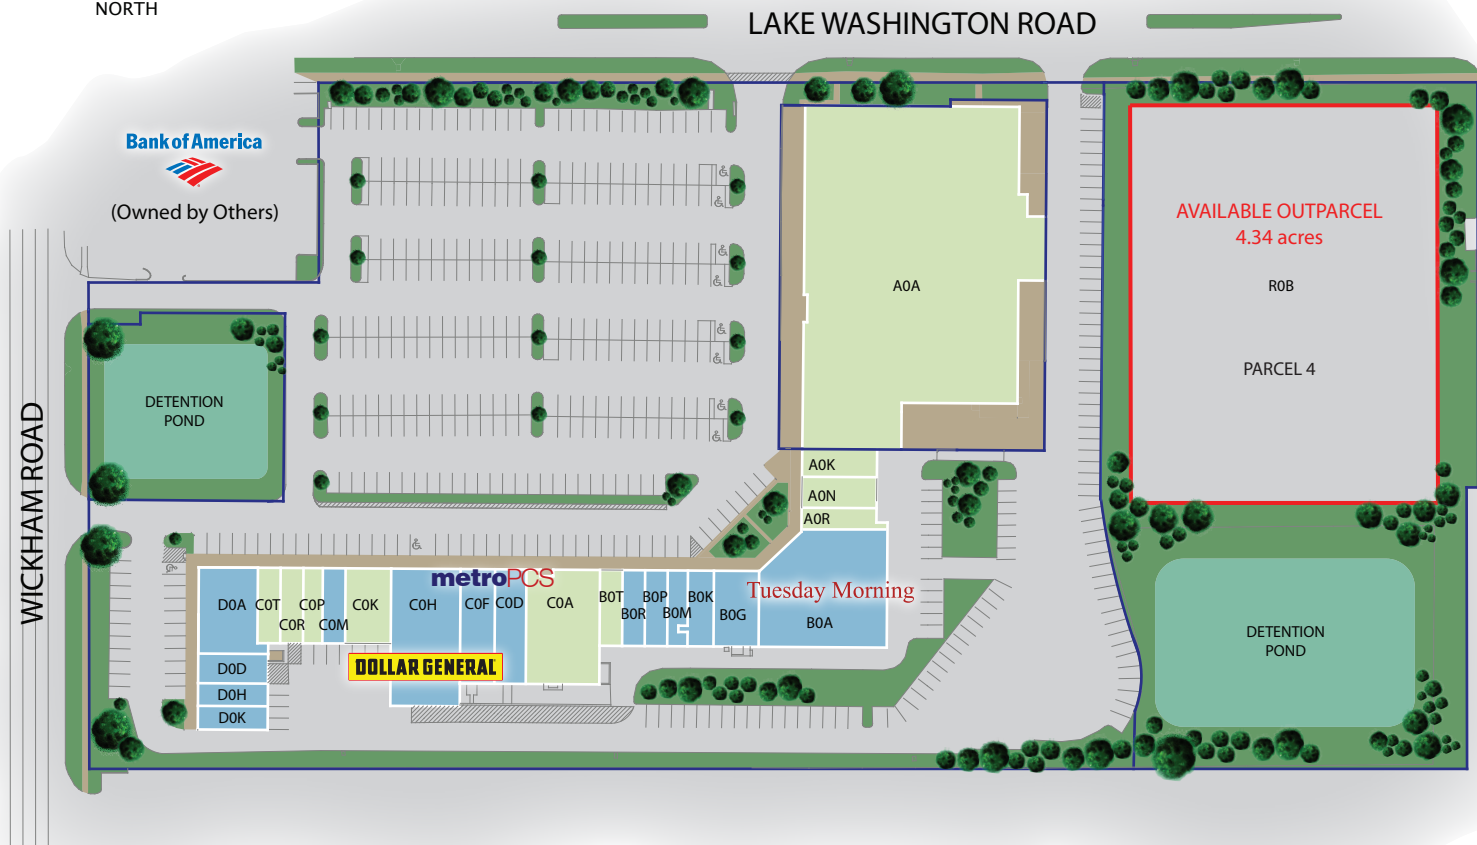 NORTH
LAKE WASHINGTON ROAD
Bank of America
(Owned by Others)
AVAILABLE OUTPARCEL
4.34 acres
R0B
PARCEL 4
A0A
DETENTION
POND
WICKHAM ROAD
A0K
A0N
A0R
metroPCS
Tuesday Morning
B0A
D0A
C0T
C0R
C0P
C0M
C0K
C0H
C0F
C0D
C0A
B0T
B0R
B0P
B0M
B0K
B0G
DOLLAR GENERAL
D0D
D0H
D0K
DETENTION
POND